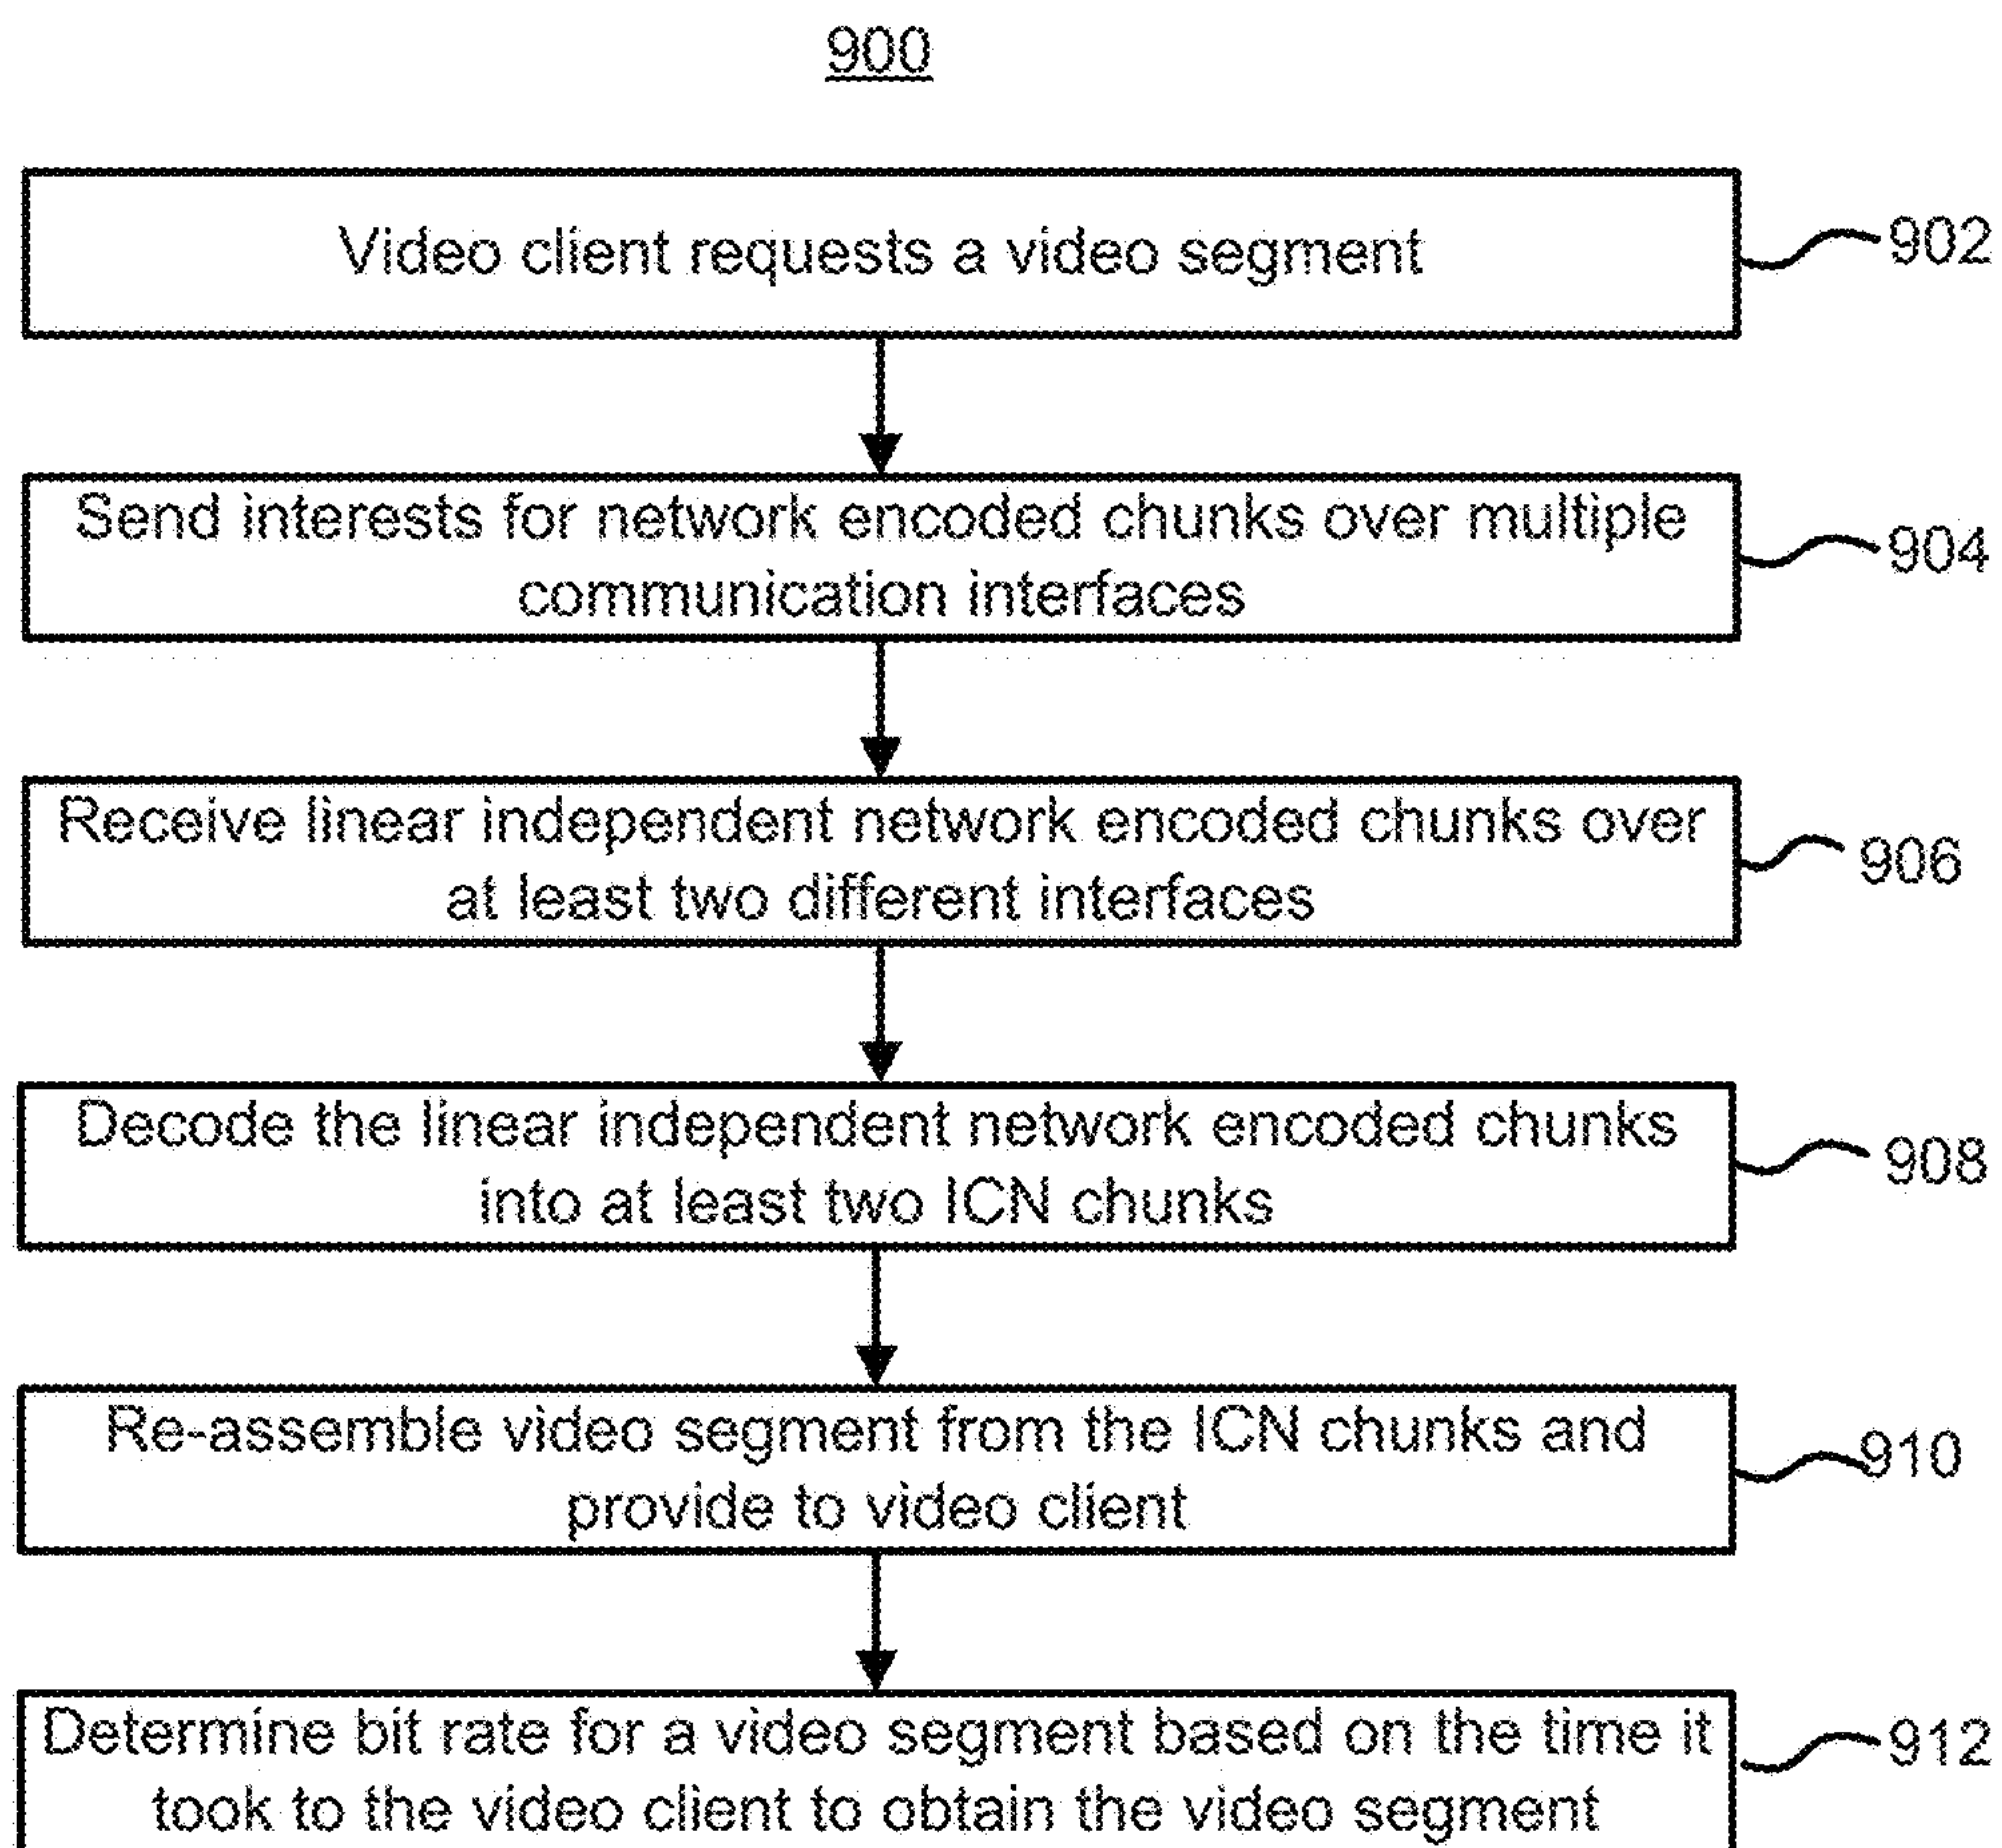 900
Video client requests a video segment
902
Send interests for network encoded chunks over multiple
communication interfaces
904
Receive linear independent network encoded chunks over
at least two different interfaces
906
Decode the linear independent network encoded chunks
into at least two ICN chunks
908
Re-assemble video segment from the ICN chunks and
provide to video client
910
Determine bit rate for a video segment based on the time it
took to the video client to obtain the video segment
912